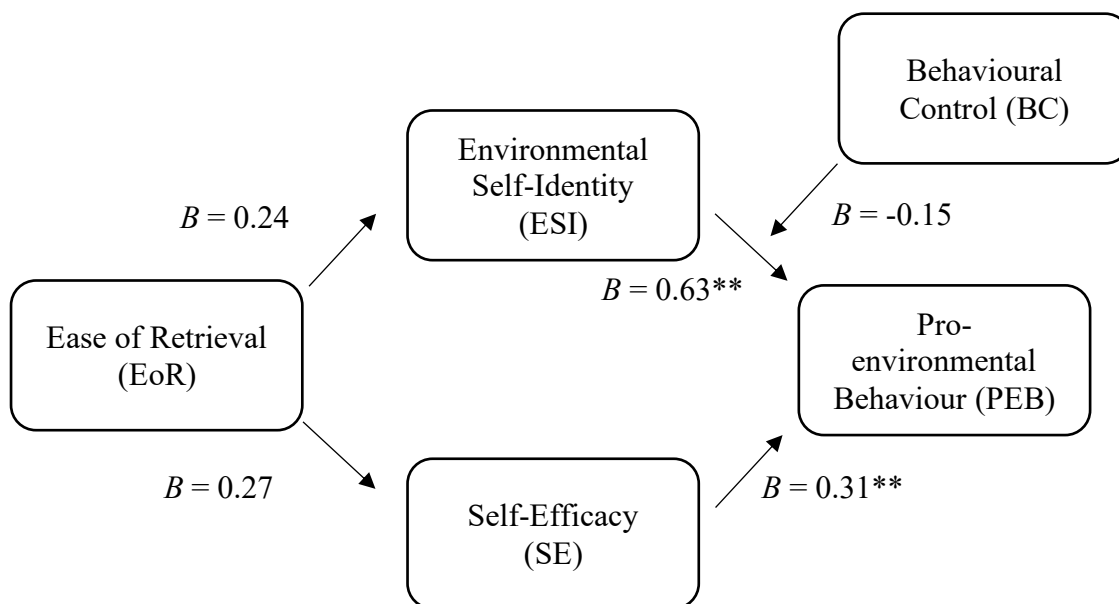 Behavioural
Control (BC)
Environmental
Self-Identity
(ESI)
B = 0.24
B = -0.15
B = 0.63**
Ease of Retrieval
(EoR)
Pro-
environmental
Behaviour (PEB)
B = 0.27
B = 0.31**
Self-Efficacy
(SE)